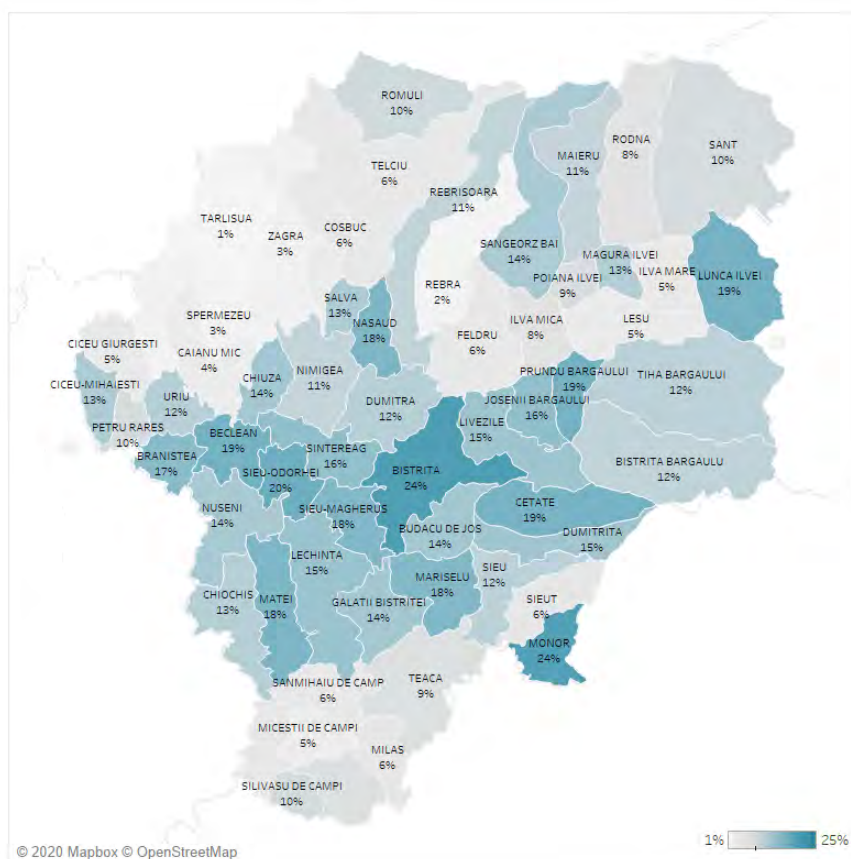 ROMULI
10%
RODNA
8%
SANT
10%
MAIERU
11%
TELCIU
6%
REBRISOARA
11%
TARLISUA
1%
ZAGRA
3%
COSBUC
6%
SANGEORZ BAI
14%
MAGURA ILVEI
13%
POIANA ILVEI
9%
ILVA MARE
5%
LUNCA ILVEI
19%
REBRA
2%
SALVA
13%
NASAUD
18%
SPERMEZEU
3%
FELDRU
6%
ILVA MICA
8%
LESU
5%
CICEU GIURGESTI
5%
CAIANU MIC
4%
CICEU-MIHAIESTI
13%
CHIUZA
14%
NIMIGEA
11%
PRUNDU BARGAULUI
19%
TIHA BARGAULUI
12%
URIU
12%
DUMITRA
12%
JOSENII BARGAULUI
16%
PETRU RARES
10%
LIVEZILE
15%
BECLEAN
19%
SINTEREAG
16%
BRANISTEA
17%
SIEU-ODORHEI
20%
BISTRITA
24%
BISTRITA BARGAULU
12%
NUSENI
14%
SIEU-MAGHERUS
18%
CETATE
19%
BUDACU DE JOS
14%
DUMITRITA
15%
LECHINTA
15%
SIEU
12%
MARISELU
18%
CHIOCHIS
13%
MATEI
18%
GALATII BISTRITEI
14%
SIEUT
6%
MONOR
24%
SANMIHAIU DE CAMP
6%
TEACA
9%
MICESTII DE CAMPI
5%
MILAS
6%
SILIVASU DE CAMPI
10%
1%
25%
© 2020 Mapbox © OpenStreetMap